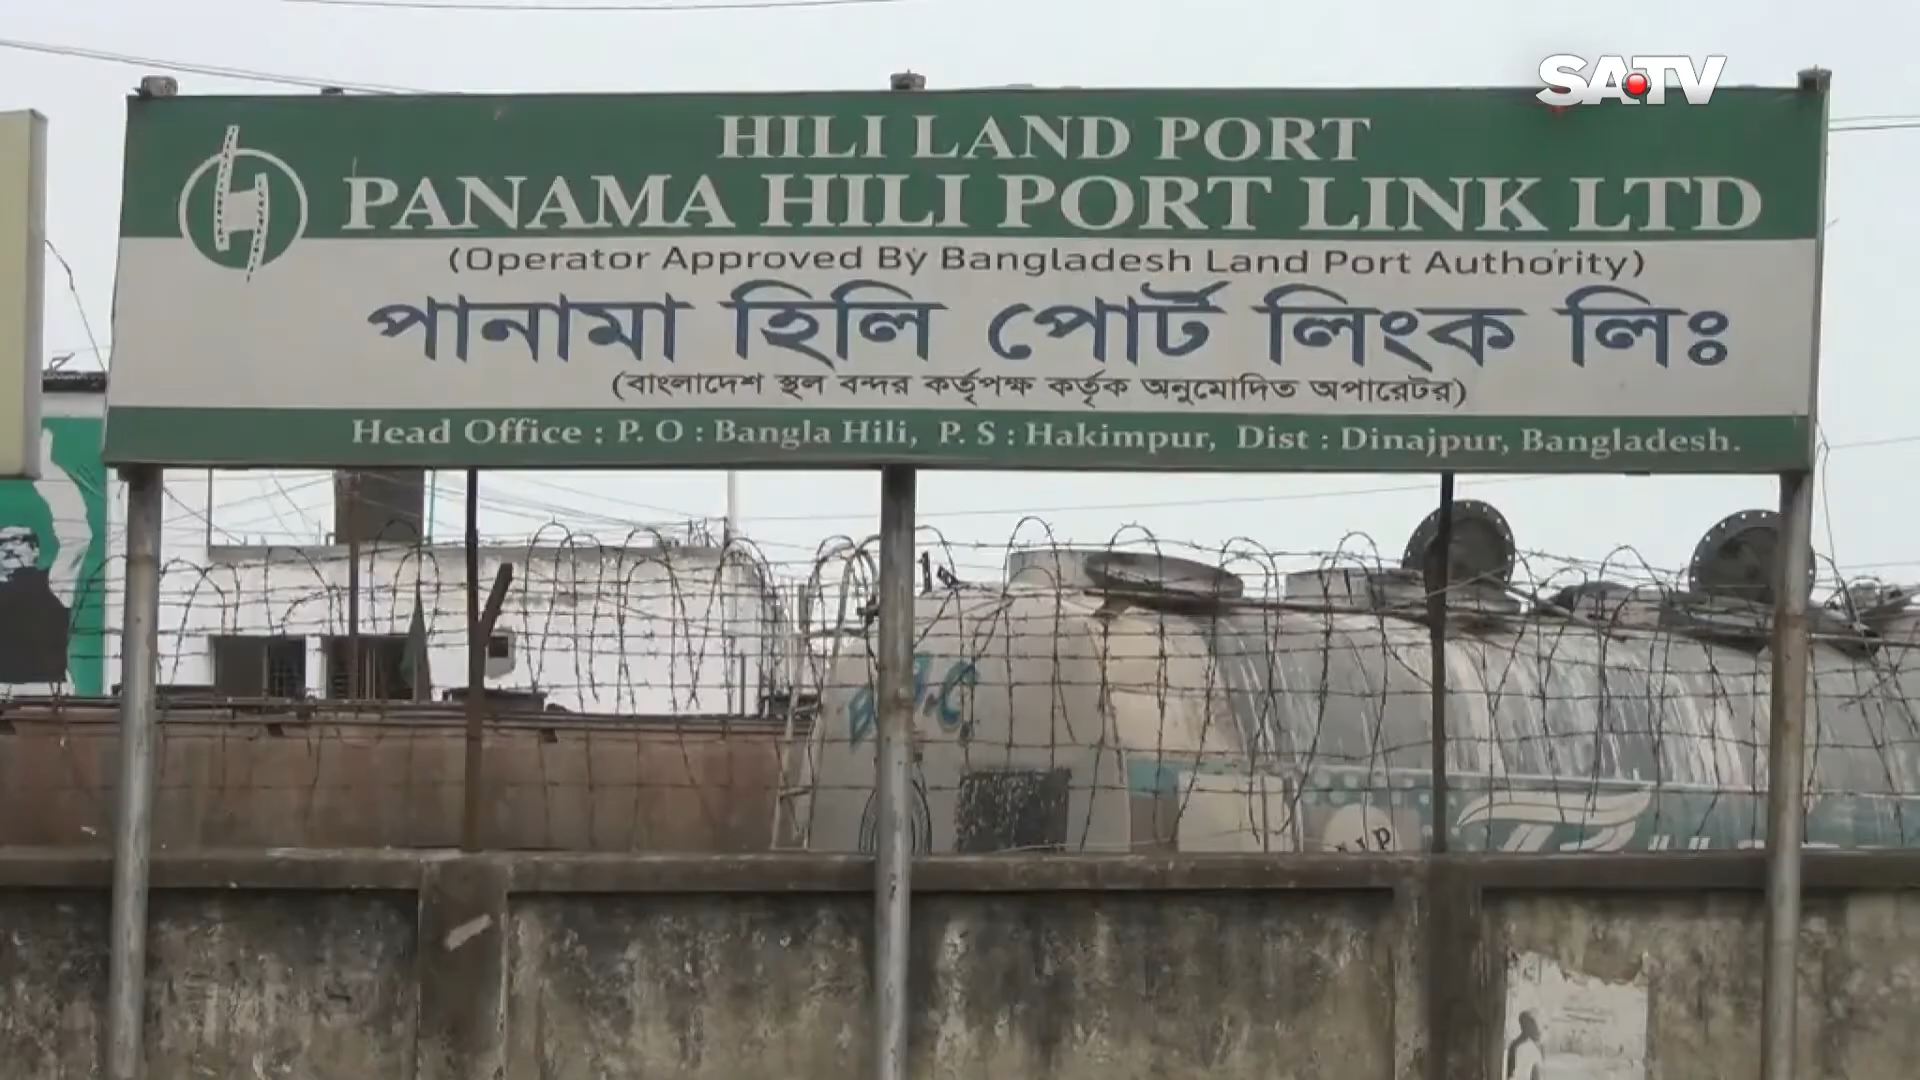 SATV
HILI LAND PORT
PANAMA HILI PORT LINK LTD
(Operator Approved By Bangladesh Land Port Authority)
পানামা হিলি পোর্ট লিংক লিঃ
(বাংলাদেশ স্থল বন্দর কর্তৃপক্ষ কর্তৃক অনুমোদিত অপারেটর)
Head Office : P. O : Bangla Hili, P. S : Hakimpur, Dist : Dinajpur, Bangladesh.